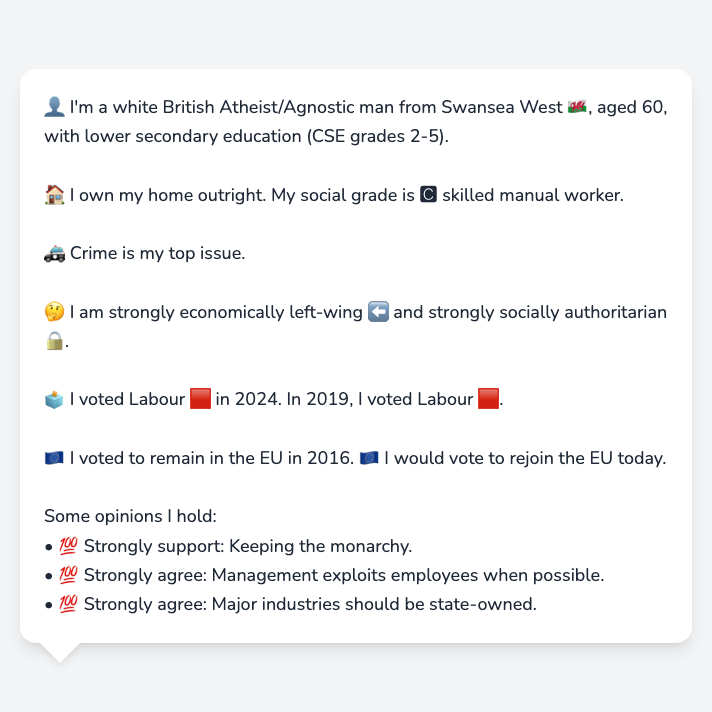 👤 I'm a white British Atheist/Agnostic man from Swansea West 🏴󠁧󠁢󠁷󠁬󠁳󠁿, aged 60,
with lower secondary education (CSE grades 2-5).
🏠 I own my home outright. My social grade is 🅲 skilled manual worker.
🚓 Crime is my top issue.
🤔 I am strongly economically left-wing ⬅️ and strongly socially authoritarian
🔒.
🗳️ I voted Labour 🟥 in 2024. In 2019, I voted Labour 🟥.
🇪🇺 I voted to remain in the EU in 2016. 🇪🇺 I would vote to rejoin the EU today.
Some opinions I hold:
• 💯 Strongly support: Keeping the monarchy.
• 💯 Strongly agree: Management exploits employees when possible.
• 💯 Strongly agree: Major industries should be state-owned.